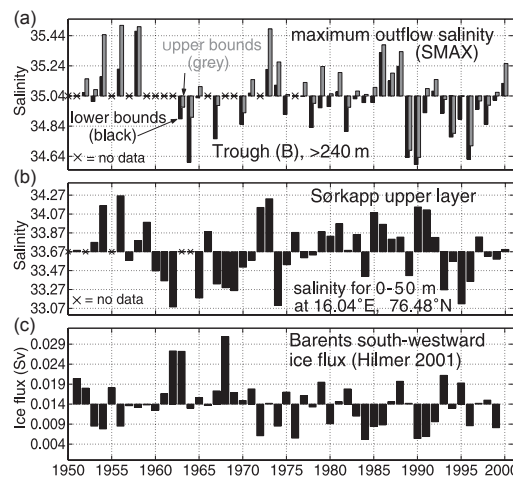 (a)
35.44
35.24
35.04
34.84
34.64
Salinity
upper bounds
(grey)
maximum outflow salinity
(SMAX)
lower bounds
(black)
Trough (B), >240 m
× = no data
(b)
34.27
34.07
33.87
33.67
33.47
33.27
33.07
Salinity
Sørkapp upper layer
× = no data
salinity for 0-50 m
at 16.04°E, 76.48°N
(c)
0.029
0.024
0.019
0.014
0.009
0.004
Ice flux (Sv)
Barents south-westward
ice flux (Hilmer 2001)
1950 1955 1960 1965 1970 1975 1980 1985 1990 1995 2000